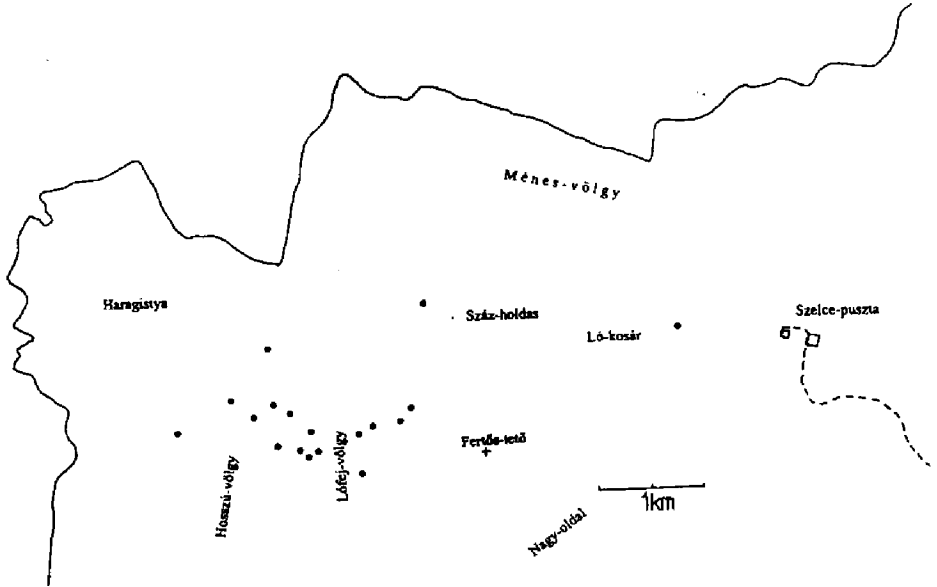 Ménes-völgy
Haragistya
Száz-holdas
Szelce-puszta
Ló-kosár
Fertős-tető
Hosszú-völgy
Lófej-völgy
1km
Nagy-oldal